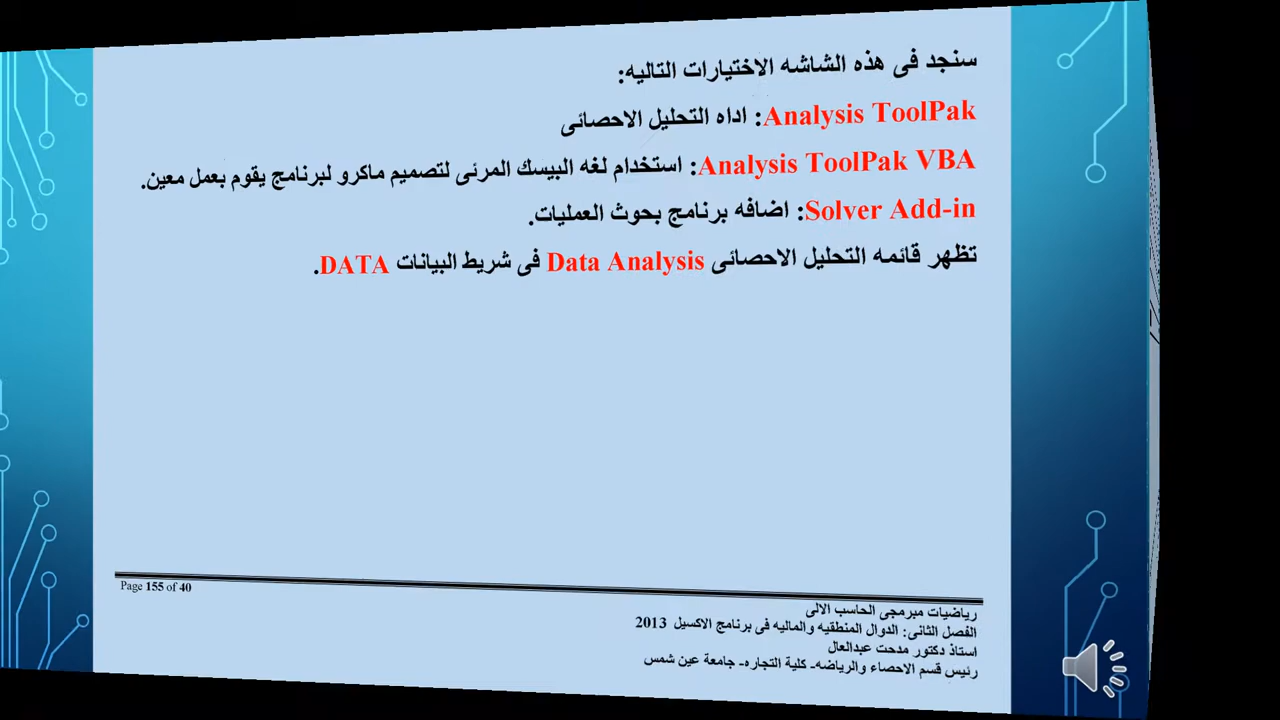 سنجد فى هذه الشاشه الاختيارات التاليه:
Analysis ToolPak: اداه التحليل الاحصائى
Analysis ToolPak VBA: استخدام لغه البيسك المرئى لتصميم ماكرو لبرنامج يقوم بعمل معين.
Solver Add-in: اضافه برنامج بحوث العمليات.
تظهر قائمه التحليل الاحصائى Data Analysis فى شريط البيانات DATA.
Page 155 of 40
رياضيات مبرمجى الحاسب الالى
الفصل الثانى: الدوال المنطقيه والماليه فى برنامج الاكسيل 2013
استاذ دكتور مدحت عبدالعال
رئيس قسم الاحصاء والرياضه- كلية التجاره- جامعة عين شمس